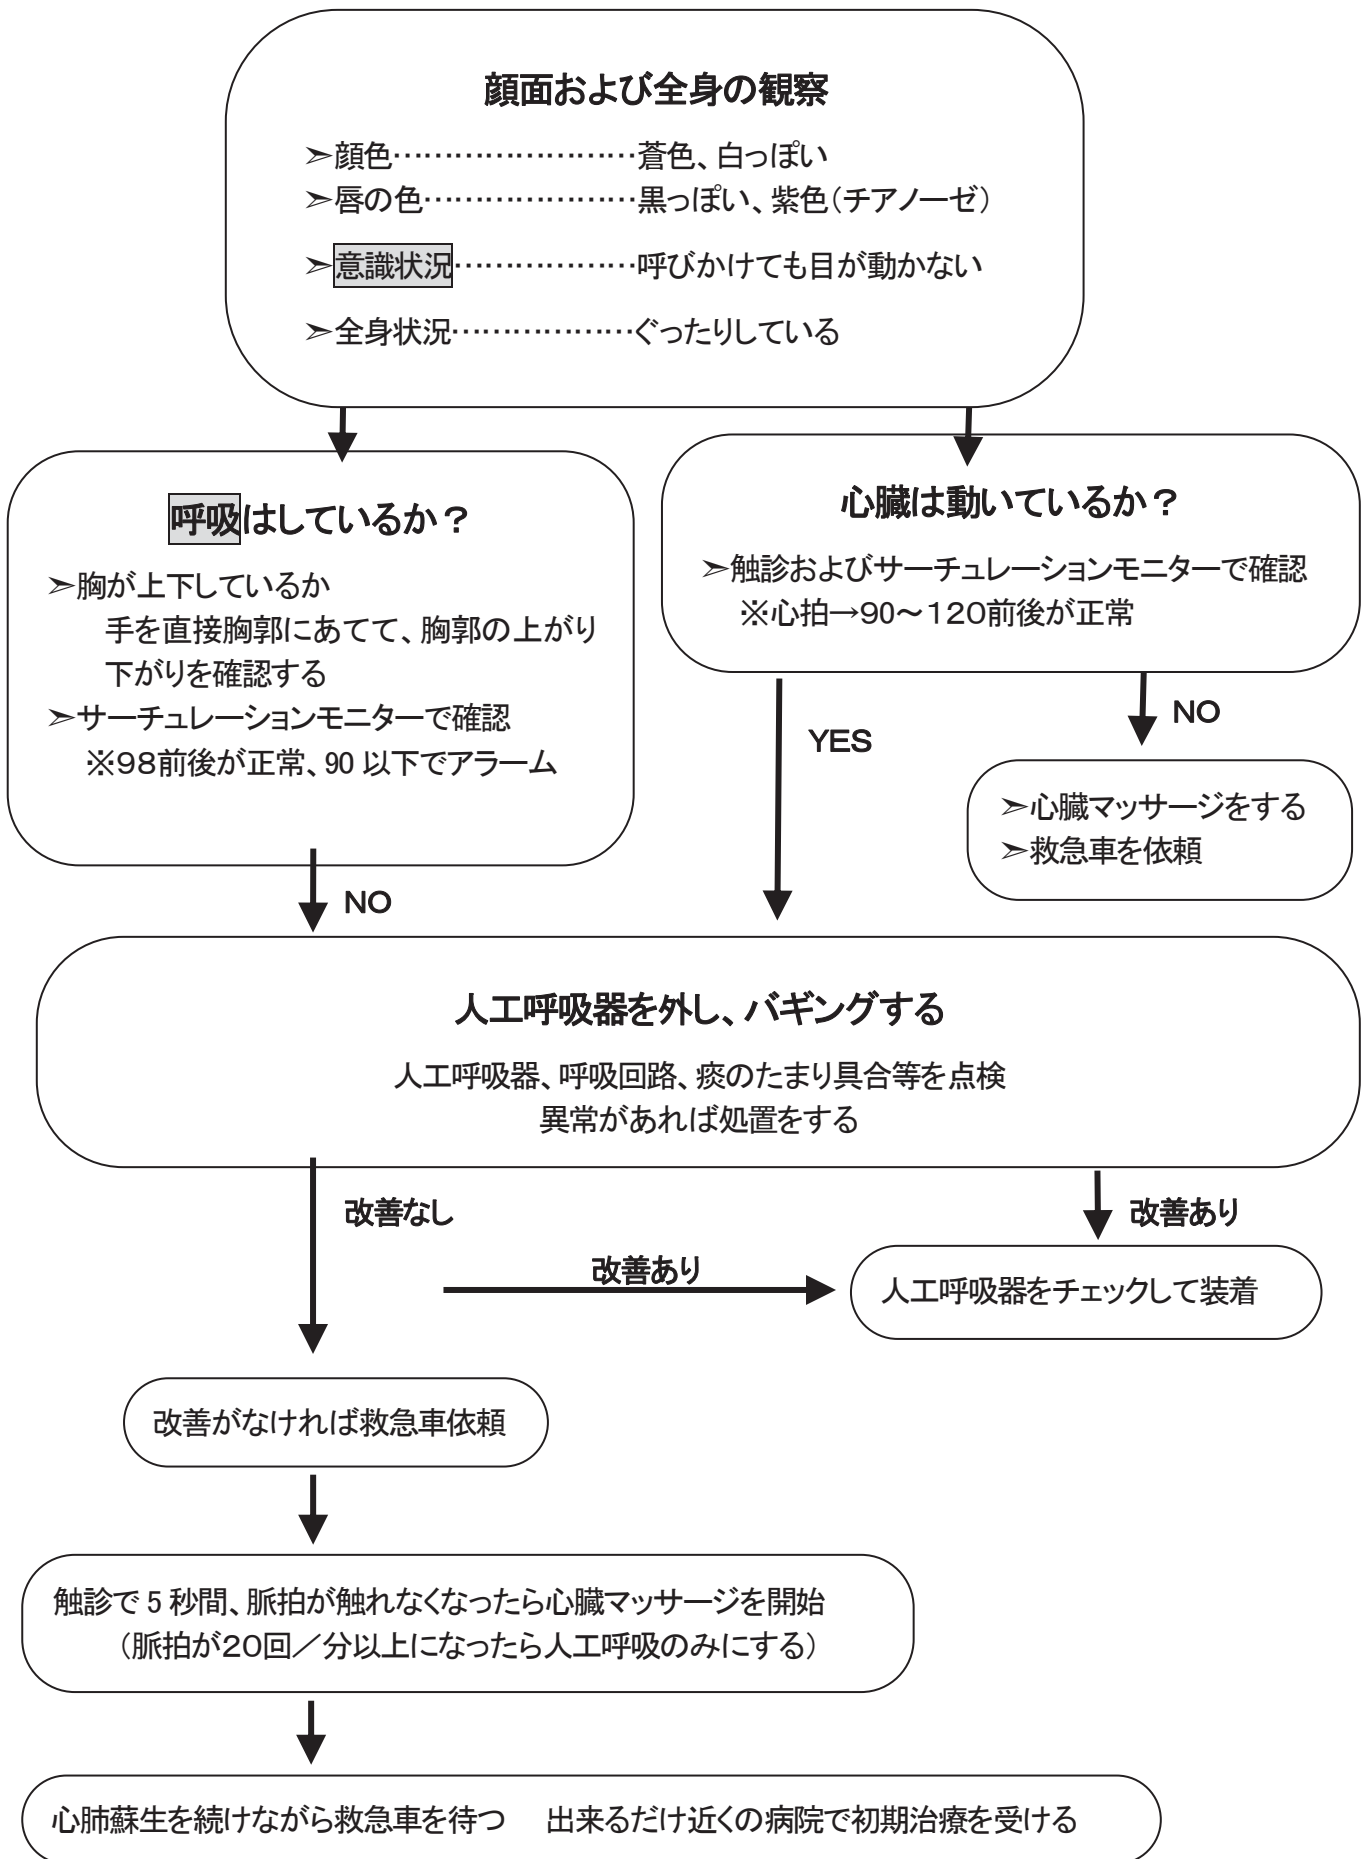 顔面および全身の観察
➢顔色……………………蒼色、白っぽい
➢唇の色…………………黒っぽい、紫色（チアノーゼ）
➢意識状況………………呼びかけても目が動かない
➢全身状況………………ぐったりしている
呼吸はしているか？
➢胸が上下しているか
手を直接胸郭にあてて、胸郭の上がり
下がりを確認する
➢サーチュレーションモニターで確認
※98前後が正常、90 以下でアラーム
心臓は動いているか？
➢触診およびサーチュレーションモニターで確認
※心拍→90～120前後が正常
YES
NO
➢心臓マッサージをする
➢救急車を依頼
NO
人工呼吸器を外し、バギングする
人工呼吸器、呼吸回路、痰のたまり具合等を点検
異常があれば処置をする
改善なし
改善あり
改善あり
人工呼吸器をチェックして装着
改善がなければ救急車依頼
触診で 5 秒間、脈拍が触れなくなったら心臓マッサージを開始
（脈拍が20回／分以上になったら人工呼吸のみにする）
心肺蘇生を続けながら救急車を待つ　出来るだけ近くの病院で初期治療を受ける